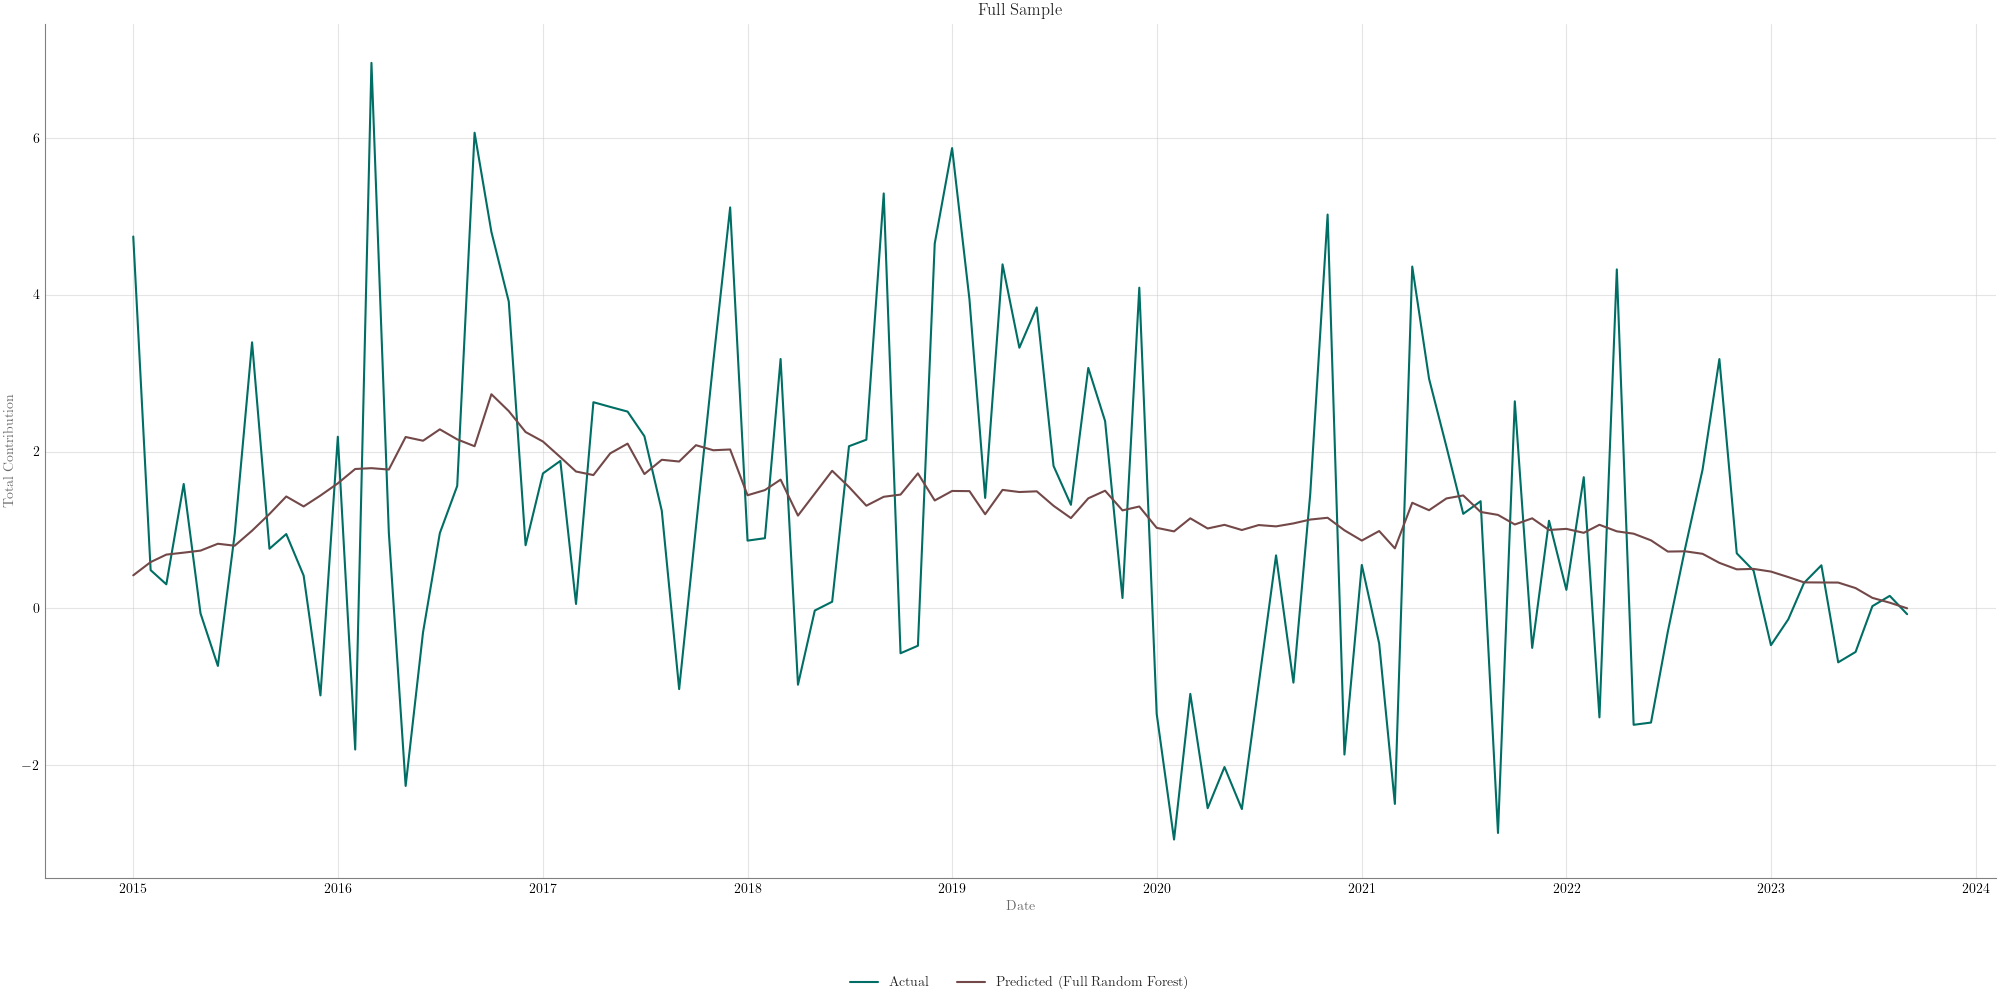 Full Sample
Total Contribution
6
4
2
0
−2
2015 2016 2017 2018 2019 2020 2021 2022 2023 2024
Date
Actual Predicted (Full Random Forest)